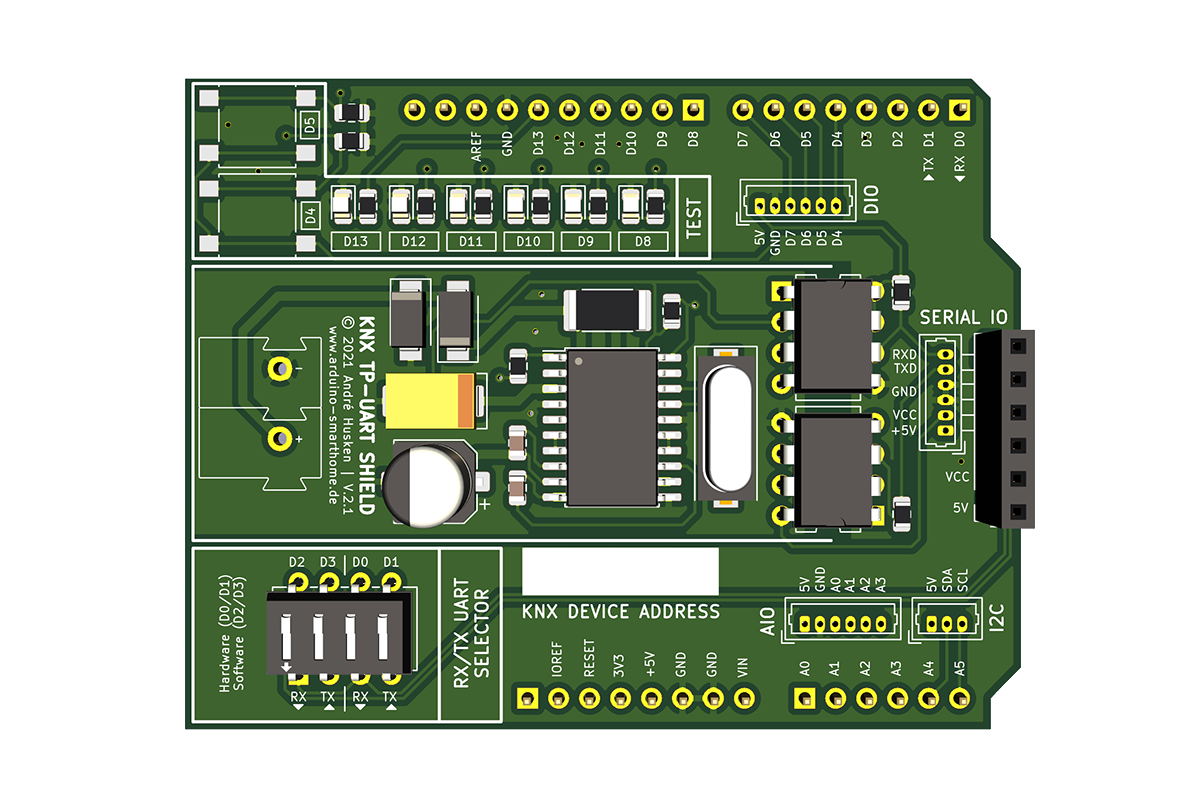 D5
D4
AREF
GND
D13
D12
D11
D10
D9
D8
D7
D6
D5
D4
D3
D2
TX D1
RX D0
D13
D12
D11
D10
D9
D8
TEST
DIO
5V
GND
D7
D6
D5
D4
KNX TP-UART SHIELD
© 2021 André Husken | V.2.1
www.arduino-smarthome.de
-
+
+
SERIAL IO
RXD
TXD
GND
VCC
+5V
VCC
5V
D2
D3
D0
D1
Hardware (D0/D1)
Software (D2/D3)
RX
TX
RX
TX
RX/TX UART
SELECTOR
KNX DEVICE ADDRESS
IOREF
RESET
3V3
+5V
GND
GND
VIN
AIO
5V
GND
A0
A1
A2
A3
5V
SDA
SCL
I2C
A0
A1
A2
A3
A4
A5